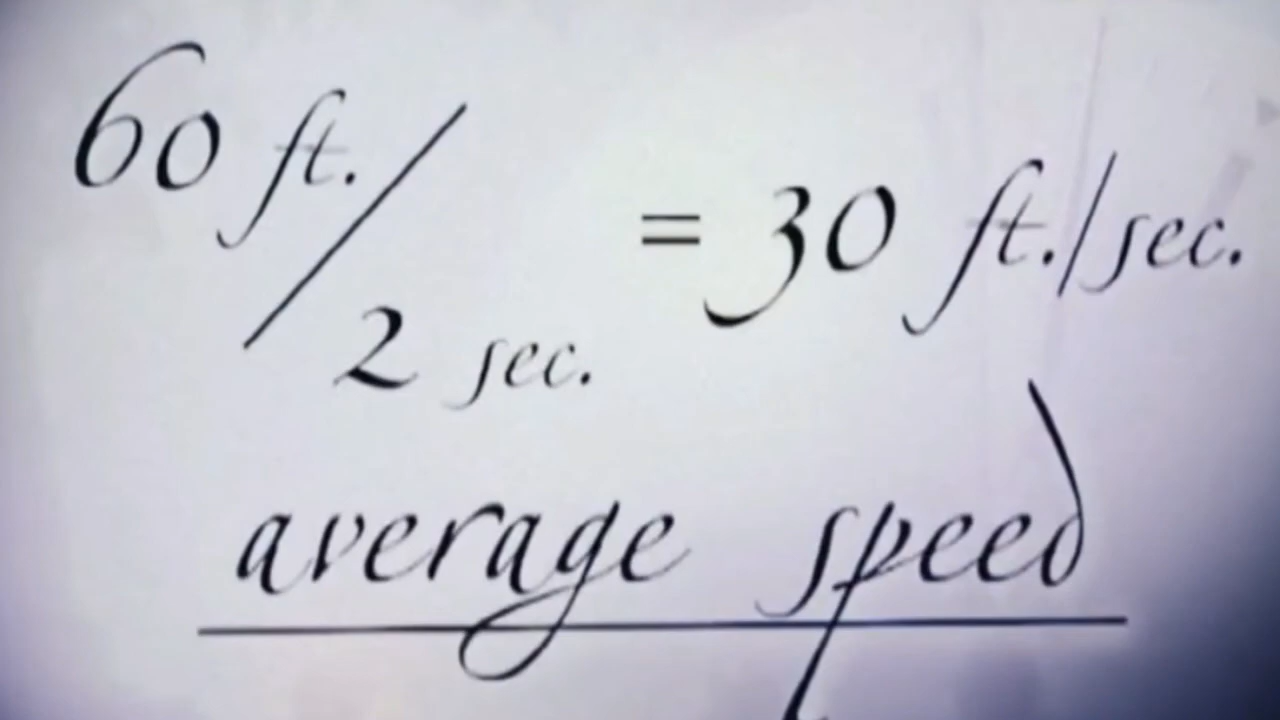 60 ft./2 sec. = 30 ft./sec.
average speed